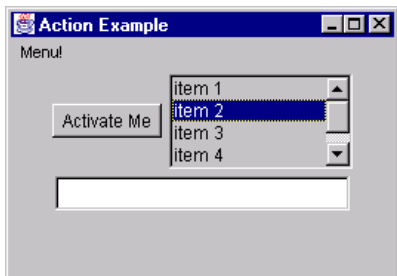 Action Example
Menu!
item 1
Activate Me
item 2
item 3
item 4